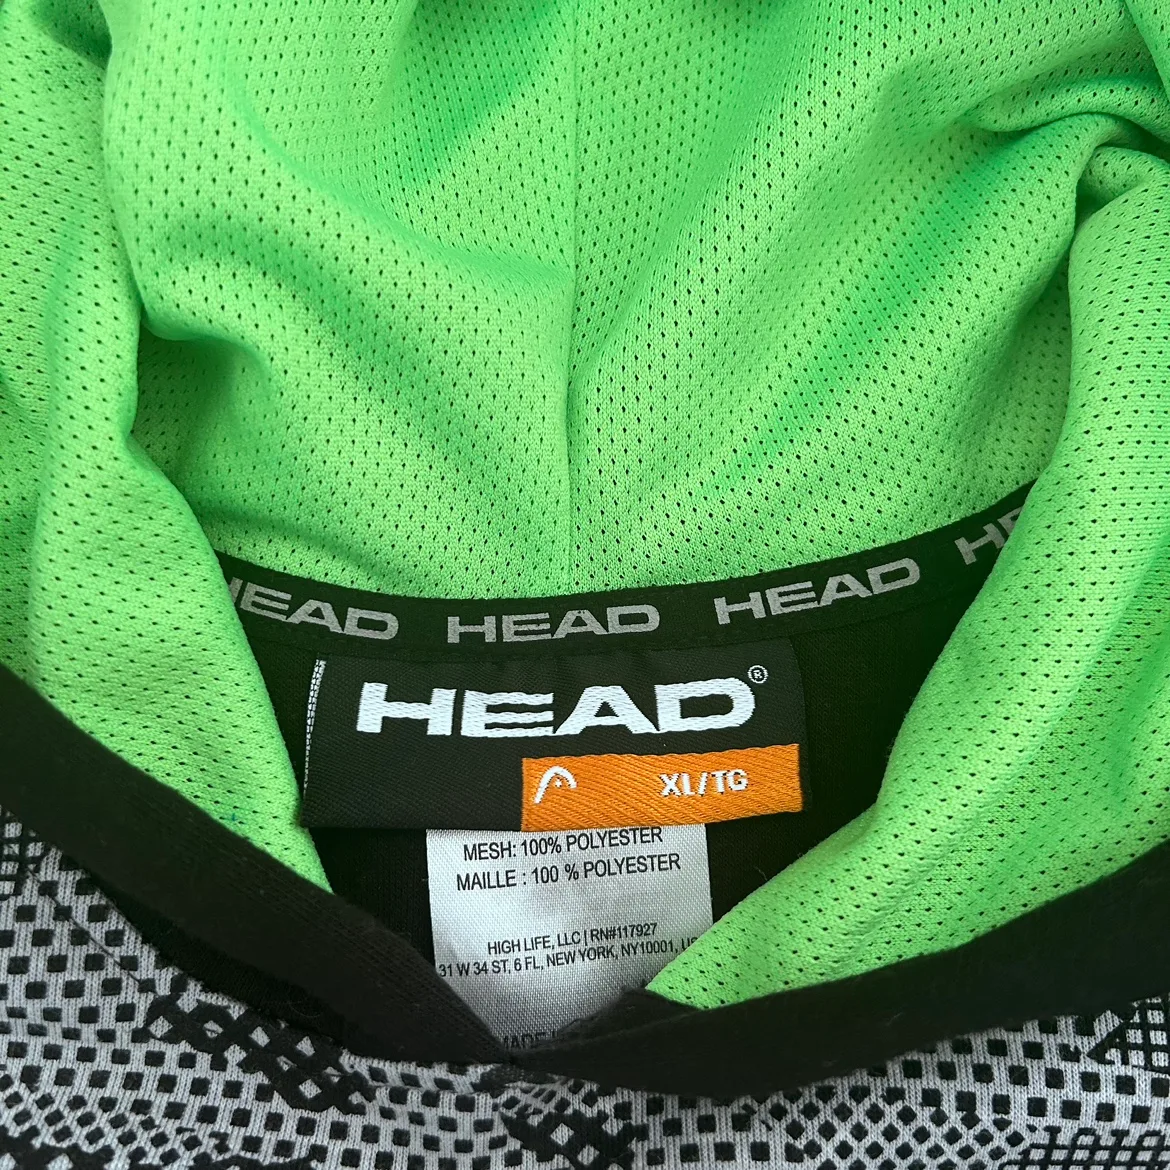 HEAD HEAD HEAD
HEAD®
XL/TG
MESH: 100% POLYESTER
MAILLE : 100 % POLYESTER
HIGH LIFE, LLC | RN#117927
31 W 34 ST, 6 FL, NEW YORK, NY10001,
MADE